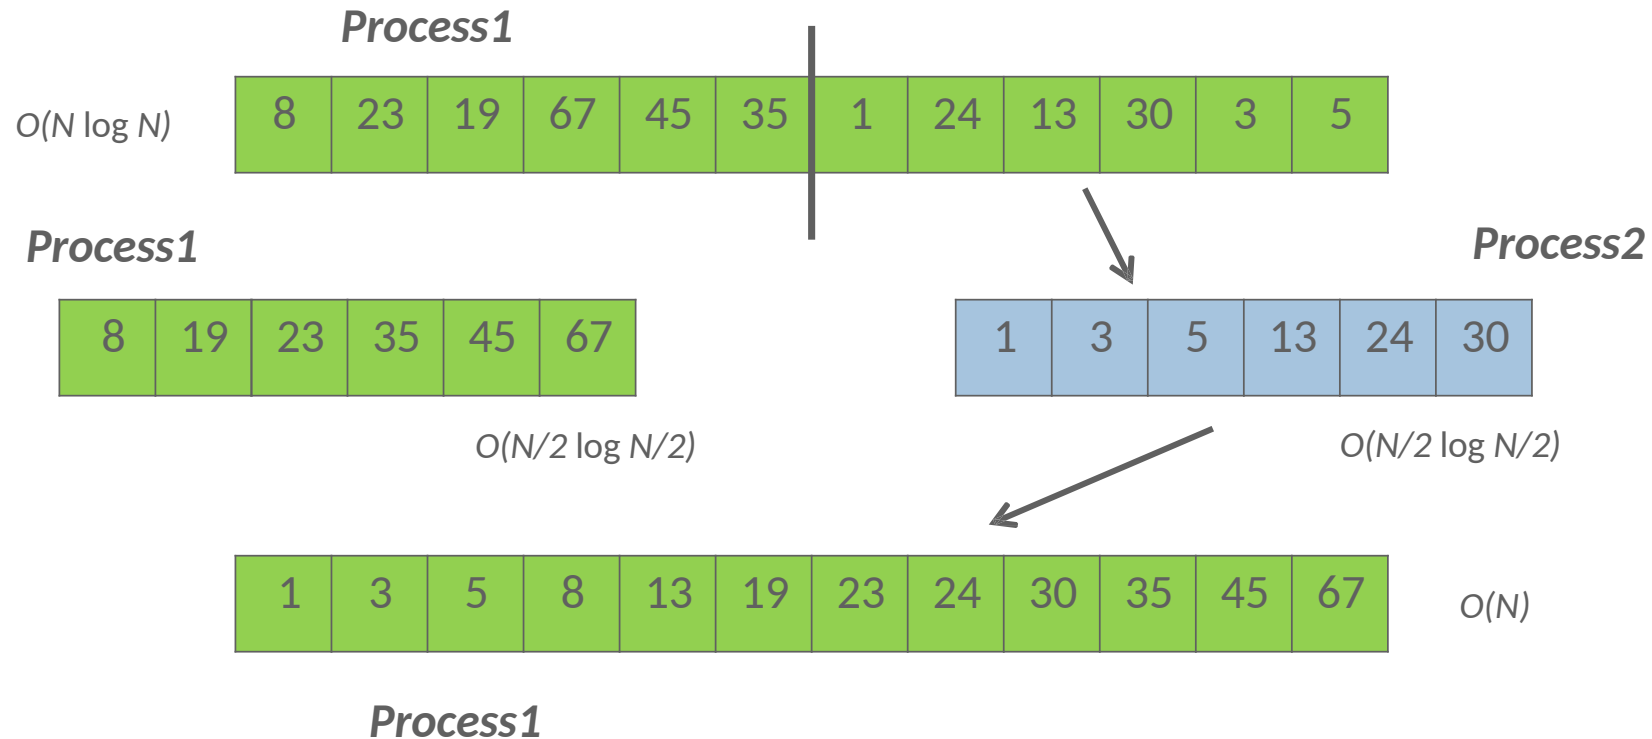 Process1
O(N log N)
8 23 19 67 45 35 1 24 13 30 3 5
Process1
Process2
8 19 23 35 45 67
1 3 5 13 24 30
O(N/2 log N/2)
O(N/2 log N/2)
1 3 5 8 13 19 23 24 30 35 45 67
O(N)
Process1